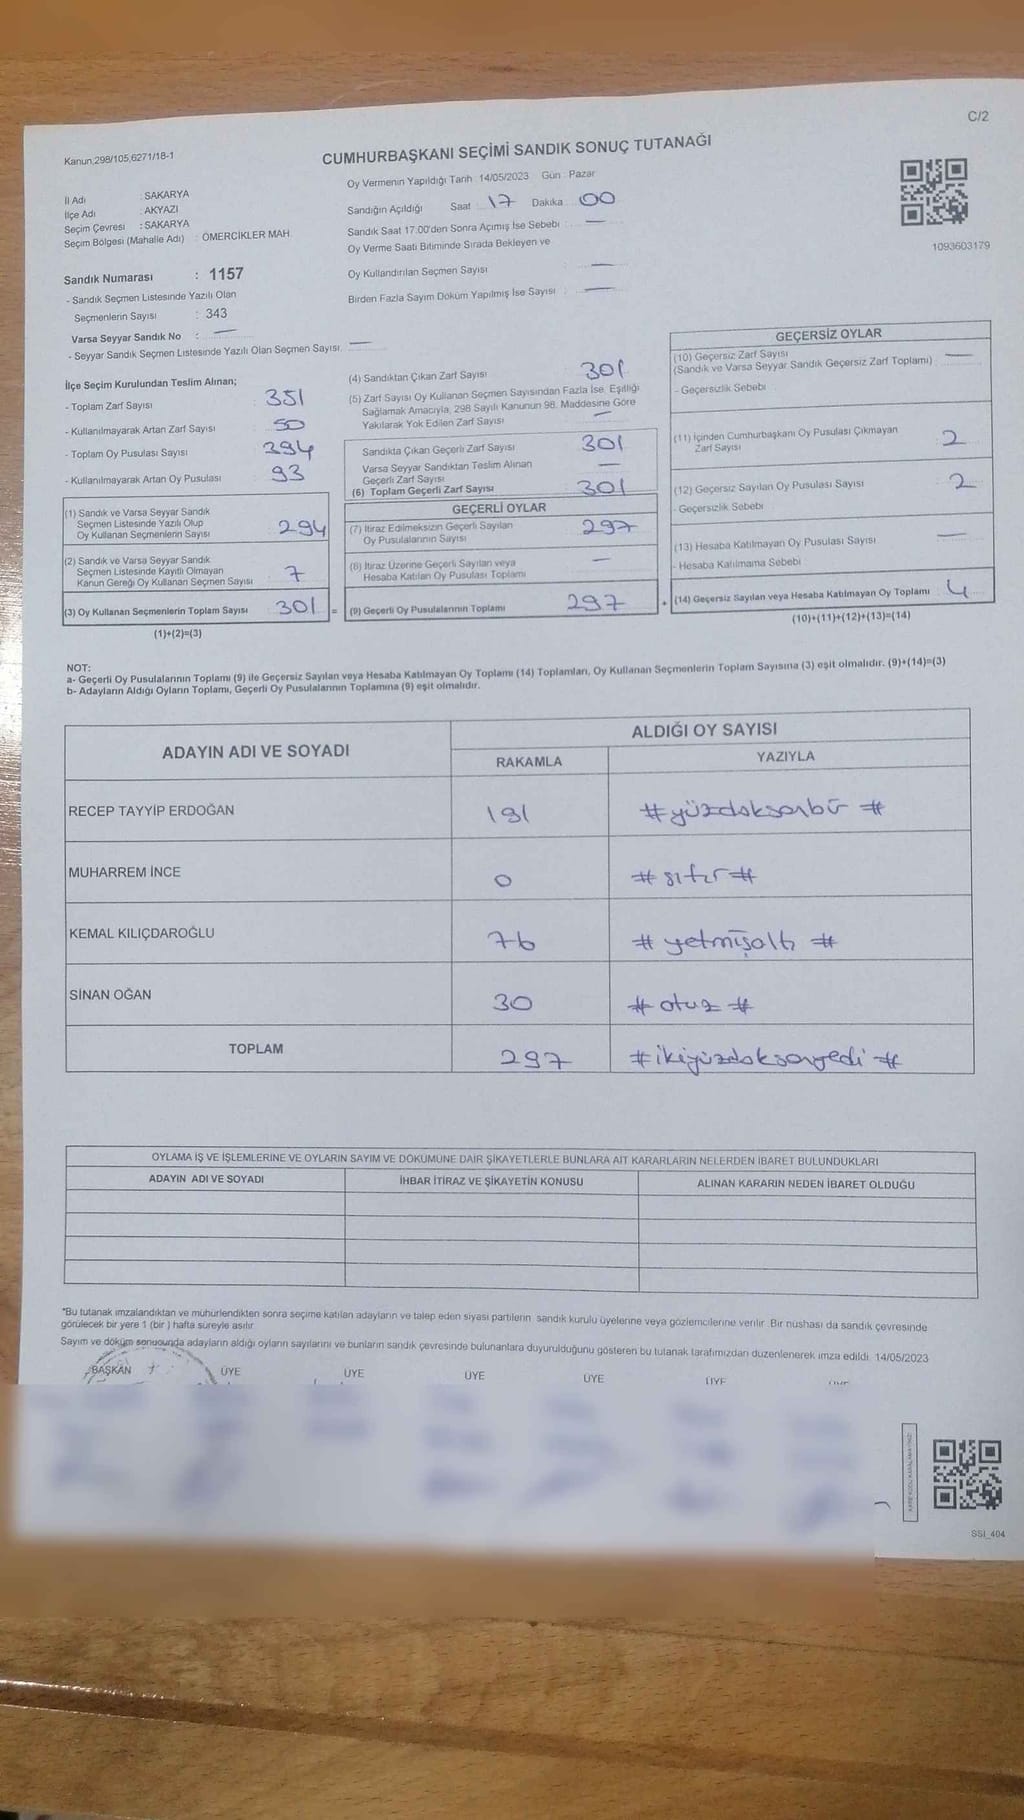 C/2
Kanun,298/105,6271/18-1
CUMHURBAŞKANI SEÇİMİ SANDIK SONUÇ TUTANAĞI
İl Adı : SAKARYA
İlçe Adı : AKYAZI
Seçim Çevresi : SAKARYA
Seçim Bölgesi (Mahalle Adı) : ÖMERCİKLER MAH.
Oy Vermenin Yapıldığı Tarih : 14/05/2023 Gün : Pazar
Sandığın Açıldığı Saat : 17 Dakika : 00
Sandık Saat 17:00'den Sonra Açımış İse Sebebi : —
Oy Verme Saati Bitiminde Sırada Bekleyen ve
Oy Kullandırılan Seçmen Sayısı : —
Birden Fazla Sayım Döküm Yapılmış İse Sayısı : —
1093603179
Sandık Numarası : 1157
- Sandık Seçmen Listesinde Yazılı Olan
Seçmenlerin Sayısı : 343
Varsa Seyyar Sandık No : —
- Seyyar Sandık Seçmen Listesinde Yazılı Olan Seçmen Sayısı: —
İlçe Seçim Kurulundan Teslim Alınan;
- Toplam Zarf Sayısı : 351
- Kullanılmayarak Artan Zarf Sayısı : 50
- Toplam Oy Pusulası Sayısı : 394
- Kullanılmayarak Artan Oy Pusulası : 93
(1) Sandık ve Varsa Seyyar Sandık
Seçmen Listesinde Yazılı Olup
Oy Kullanan Seçmenlerin Sayısı : 294
(2) Sandık ve Varsa Seyyar Sandık
Seçmen Listesinde Kayıtlı Olmayan
Kanun Gereği Oy Kullanan Seçmen Sayısı : 7
(3) Oy Kullanan Seçmenlerin Toplam Sayısı : 301 =
(1)+(2)=(3)
(4) Sandıktan Çıkan Zarf Sayısı : 301
(5) Zarf Sayısı Oy Kullanan Seçmen Sayısından Fazla İse, Eşitliği
Sağlamak Amacıyla, 298 Sayılı Kanunun 98. Maddesine Göre
Yakılarak Yok Edilen Zarf Sayısı : —
Sandıkta Çıkan Geçerli Zarf Sayısı : 301
Varsa Seyyar Sandıktan Teslim Alınan
Geçerli Zarf Sayısı : —
(6) Toplam Geçerli Zarf Sayısı : 301
GEÇERLİ OYLAR
(7) İtiraz Edilmeksizin Geçerli Sayılan
Oy Pusulalarının Sayısı : 297
(8) İtiraz Üzerine Geçerli Sayılan veya
Hesaba Katılan Oy Pusulası Toplamı : —
(9) Geçerli Oy Pusulalarının Toplamı : 297 +
GEÇERSİZ OYLAR
(10) Geçersiz Zarf Sayısı
(Sandık ve Varsa Seyyar Sandık Geçersiz Zarf Toplamı) : —
- Geçersizlik Sebebi :
(11) İçinden Cumhurbaşkanı Oy Pusulası Çıkmayan
Zarf Sayısı : 2
(12) Geçersiz Sayılan Oy Pusulası Sayısı : 2
- Geçersizlik Sebebi :
(13) Hesaba Katılmayan Oy Pusulası Sayısı : —
- Hesaba Katılmama Sebebi :
(14) Geçersiz Sayılan veya Hesaba Katılmayan Oy Toplamı : 4
(10)+(11)+(12)+(13)=(14)
NOT:
a- Geçerli Oy Pusulalarının Toplamı (9) ile Geçersiz Sayılan veya Hesaba Katılmayan Oy Toplamı (14) Toplamları, Oy Kullanan Seçmenlerin Toplam Sayısına (3) eşit olmalıdır. (9)+(14)=(3)
b- Adayların Aldığı Oyların Toplamı, Geçerli Oy Pusulalarının Toplamına (9) eşit olmalıdır.
ADAYIN ADI VE SOYADI
ALDIĞI OY SAYISI
RAKAMLA YAZIYLA
RECEP TAYYİP ERDOĞAN 191 #yüzdoksanbir#
MUHARREM İNCE 0 #sıfır#
KEMAL KILIÇDAROĞLU 76 #yetmişaltı#
SİNAN OĞAN 30 #otuz#
TOPLAM 297 #ikiyüzdoksanyedi#
OYLAMA İŞ VE İŞLEMLERİNE VE OYLARIN SAYIM VE DÖKÜMÜNE DAİR ŞİKAYETLERLE BUNLARA AİT KARARLARIN NELERDEN İBARET BULUNDUKLARI
ADAYIN ADI VE SOYADI İHBAR İTİRAZ VE ŞİKAYETİN KONUSU ALINAN KARARIN NEDEN İBARET OLDUĞU
*Bu tutanak imzalandıktan ve mühürlendikten sonra seçime katılan adayların ve talep eden siyasi partilerin sandık kurulu üyelerine veya gözlemcilerine verilir. Bir nüshası da sandık çevresinde
görülecek bir yere 1 (bir ) hafta süreyle asılır.
Sayım ve döküm sonucunda adayların aldığı oyların sayılarını ve bunların sandık çevresinde bulunanlara duyurulduğunu gösteren bu tutanak tarafımızdan düzenlenerek imza edildi. 14/05/2023
BAŞKAN ÜYE ÜYE ÜYE ÜYE ÜYE
SSI_404